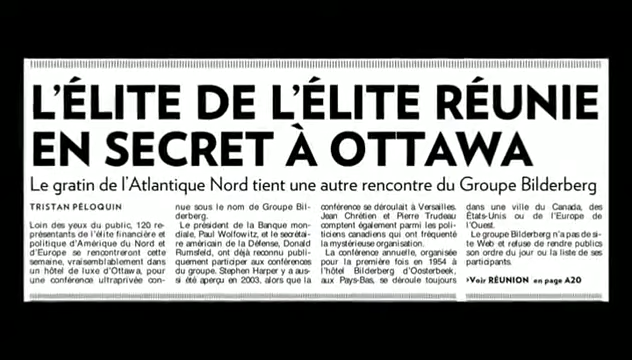 L'ÉLITE DE L'ÉLITE RÉUNIE
EN SECRET À OTTAWA
Le gratin de l'Atlantique Nord tient une autre rencontre du Groupe Bilderberg
TRISTAN PÉLOQUIN
Loin des yeux du public, 120 re-
présentants de l'élite financière et
politique d'Amérique du Nord et
d'Europe se rencontreront cette
semaine, vraisemblablement dans
un hôtel de luxe d'Ottawa, pour
une conférence ultraprivée con-
nue sous le nom de Groupe Bil-
derberg.
Le président de la Banque mon-
diale, Paul Wolfowitz, et le secréta-
ire américain de la Défense, Donald
Rumsfeld, ont déjà reconnu publi-
quement participer aux conférences
du groupe. Stephen Harper y a aus-
si été aperçu en 2003, alors que la
conférence se déroulait à Versailles.
Jean Chrétien et Pierre Trudeau
comptent également parmi les poli-
ticiens canadiens qui ont fréquenté
la mystérieuse organisation.
La conférence annuelle, organisée
pour la première fois en 1954 à
l'hôtel Bilderberg d'Oosterbeek,
aux Pays-Bas, se déroule toujours
dans une ville du Canada, des
États-Unis ou de l'Europe de
l'Ouest.
Le groupe Bilderberg n'a pas de si-
te Web et refuse de rendre publics
son ordre du jour ou la liste de ses
participants.
›Voir RÉUNION en page A20